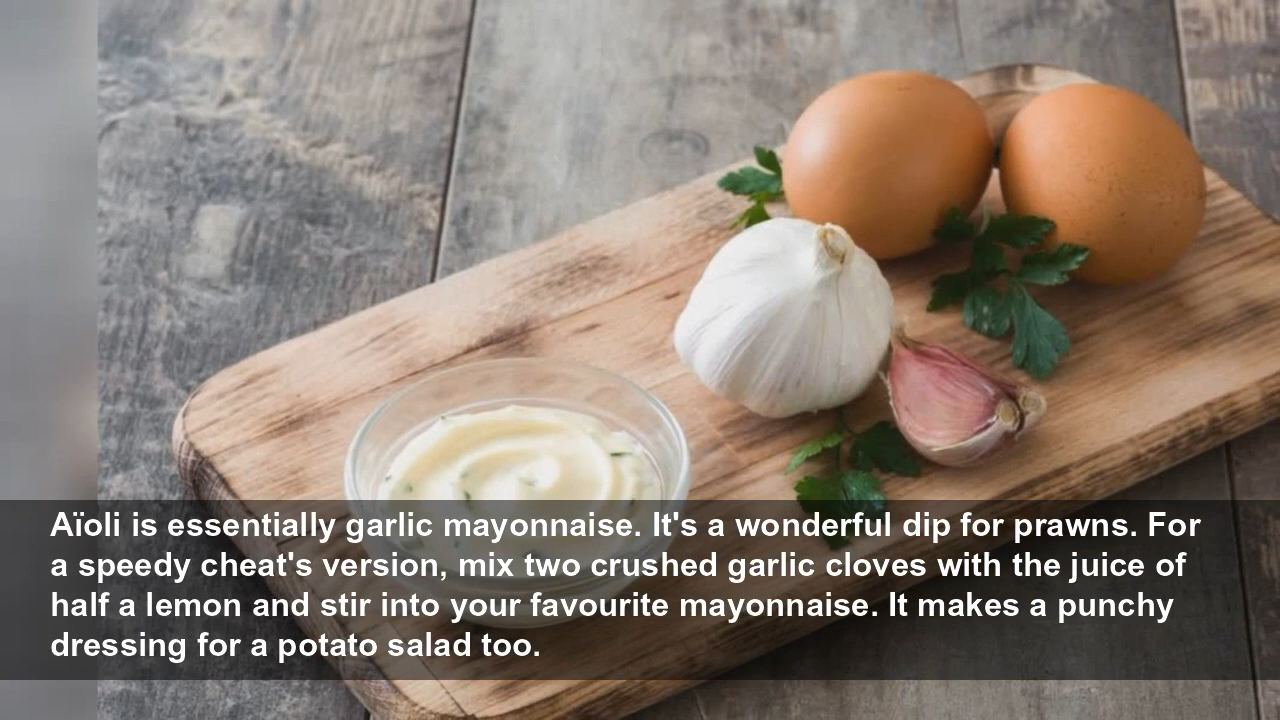 Aïoli is essentially garlic mayonnaise. It's a wonderful dip for prawns. For
a speedy cheat's version, mix two crushed garlic cloves with the juice of
half a lemon and stir into your favourite mayonnaise. It makes a punchy
dressing for a potato salad too.